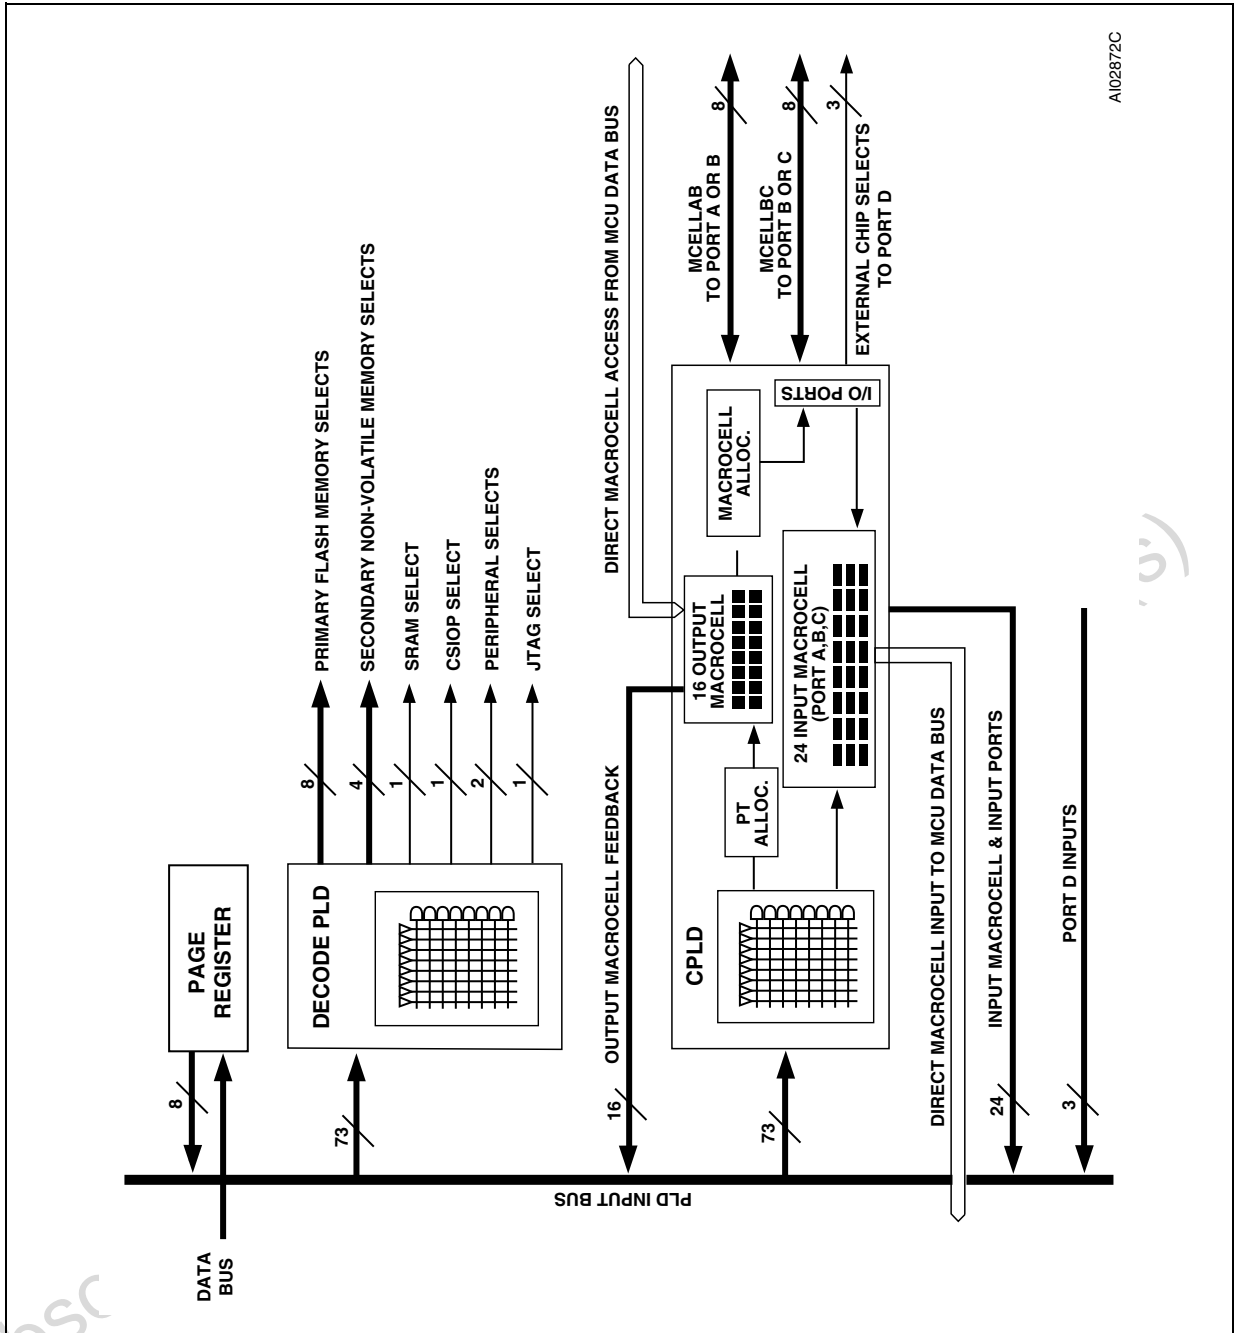 DATA
BUS
8
PAGE
REGISTER
73
DECODE PLD
8
PRIMARY FLASH MEMORY SELECTS
4
SECONDARY NON-VOLATILE MEMORY SELECTS
1
SRAM SELECT
1
CSIOP SELECT
2
PERIPHERAL SELECTS
1
JTAG SELECT
PLD INPUT BUS
16
OUTPUT MACROCELL FEEDBACK
DIRECT MACROCELL ACCESS FROM MCU DATA BUS
73
CPLD
PT
ALLOC.
16 OUTPUT
MACROCELL
MACROCELL
ALLOC.
24 INPUT MACROCELL
(PORT A,B,C)
I/O PORTS
MCELLAB
TO PORT A OR B
8
MCELLBC
TO PORT B OR C
8
EXTERNAL CHIP SELECTS
TO PORT D
3
DIRECT MACROCELL INPUT TO MCU DATA BUS
24
INPUT MACROCELL & INPUT PORTS
3
PORT D INPUTS
AI02872C